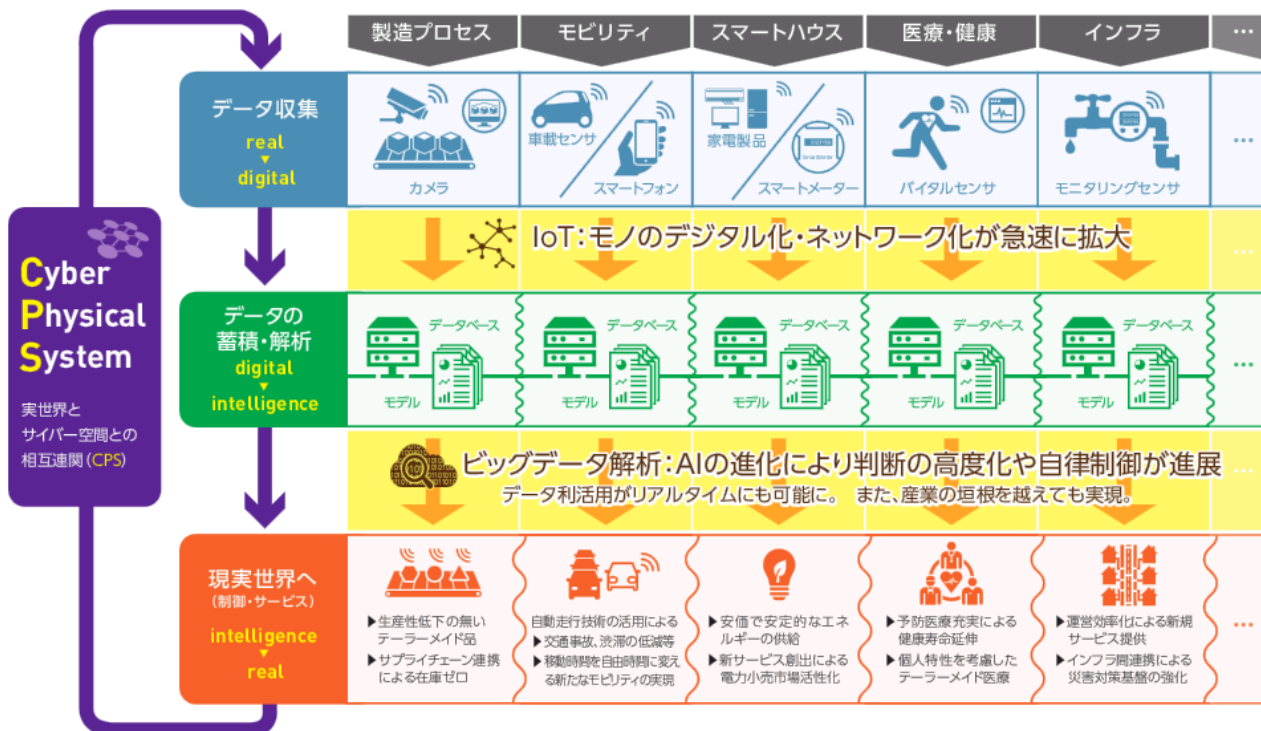 製造プロセス
モビリティ
スマートハウス
医療・健康
インフラ
…
Cyber
Physical
System
実世界と
サイバー空間との
相互連関(CPS)
データ収集
real
digital
カメラ
車載センサ
スマートフォン
家電製品
スマートメーター
バイタルセンサ
モニタリングセンサ
…
IoT:モノのデジタル化・ネットワーク化が急速に拡大
…
データの
蓄積・解析
digital
intelligence
データベース
モデル
データベース
モデル
データベース
モデル
データベース
モデル
データベース
モデル
…
ビッグデータ解析:AIの進化により判断の高度化や自律制御が進展
データ利活用がリアルタイムにも可能に。 また、産業の垣根を越えても実現。
…
現実世界へ
(制御・サービス)
intelligence
real
▶生産性低下の無い
テーラーメイド品
▶サプライチェーン連携
による在庫ゼロ
自動走行技術の活用による
▶交通事故、渋滞の低減等
▶移動時間を自由時間に変え
る新たなモビリティの実現
▶安価で安定的なエネ
ルギーの供給
▶新サービス創出による
電力小売市場活性化
▶予防医療充実による
健康寿命延伸
▶個人特性を考慮した
テーラーメイド医療
▶運営効率化による新規
サービス提供
▶インフラ間連携による
災害対策基盤の強化
…